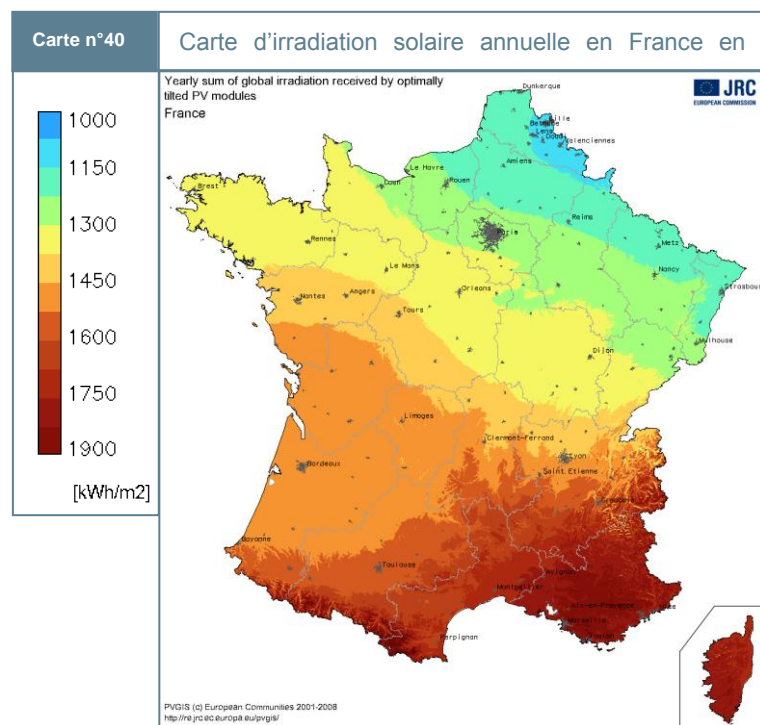 Carte n°40
Carte d’irradiation solaire annuelle en France en
Yearly sum of global irradiation received by optimally
tilted PV modules
France
JRC
EUROPEAN COMMISSION
1000
1150
1300
1450
1600
1750
1900
[kWh/m2]
Dunkerque
Lille
Lens
Valenciennes
Amiens
Le Havre
Rouen
Caen
Reims
Metz
Paris
Nancy
Strasbourg
Brest
Rennes
Le Mans
Orleans
Nantes
Angers
Tours
Mulhouse
Dijon
Limoges
Clermont-Ferrand
Lyon
Saint Etienne
Bordeaux
Grenoble
Bayonne
Toulouse
Avignon
Montpellier
Aix-en-Provence
Marseille
Toulon
Perpignan
PVGIS (c) European Communities 2001-2008
http://re.jrc.ec.europa.eu/pvgis/